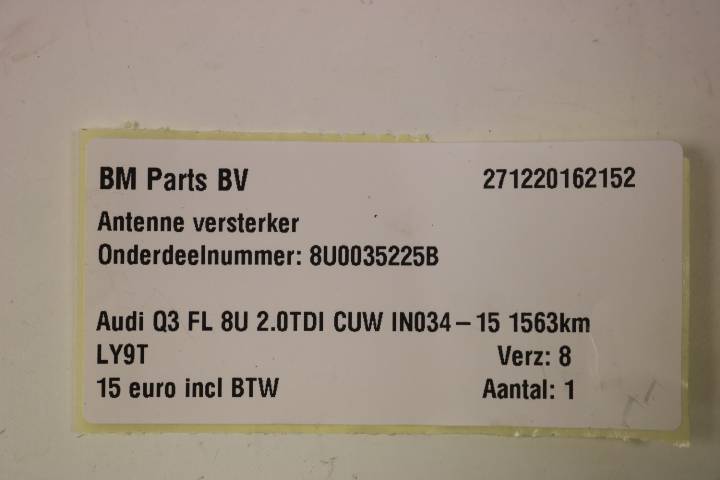 BM Parts BV 271220162152
Antenne versterker
Onderdeelnummer: 8U0035225B
Audi Q3 FL 8U 2.0TDI CUW IN034-15 1563km
LY9T Verz: 8
15 euro incl BTW Aantal: 1